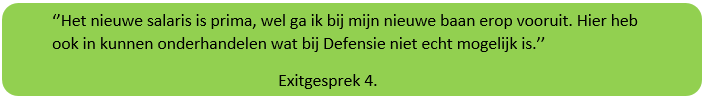 ‘’Het nieuwe salaris is prima, wel ga ik bij mijn nieuwe baan erop vooruit. Hier heb
ook in kunnen onderhandelen wat bij Defensie niet echt mogelijk is.’’
Exitgesprek 4.